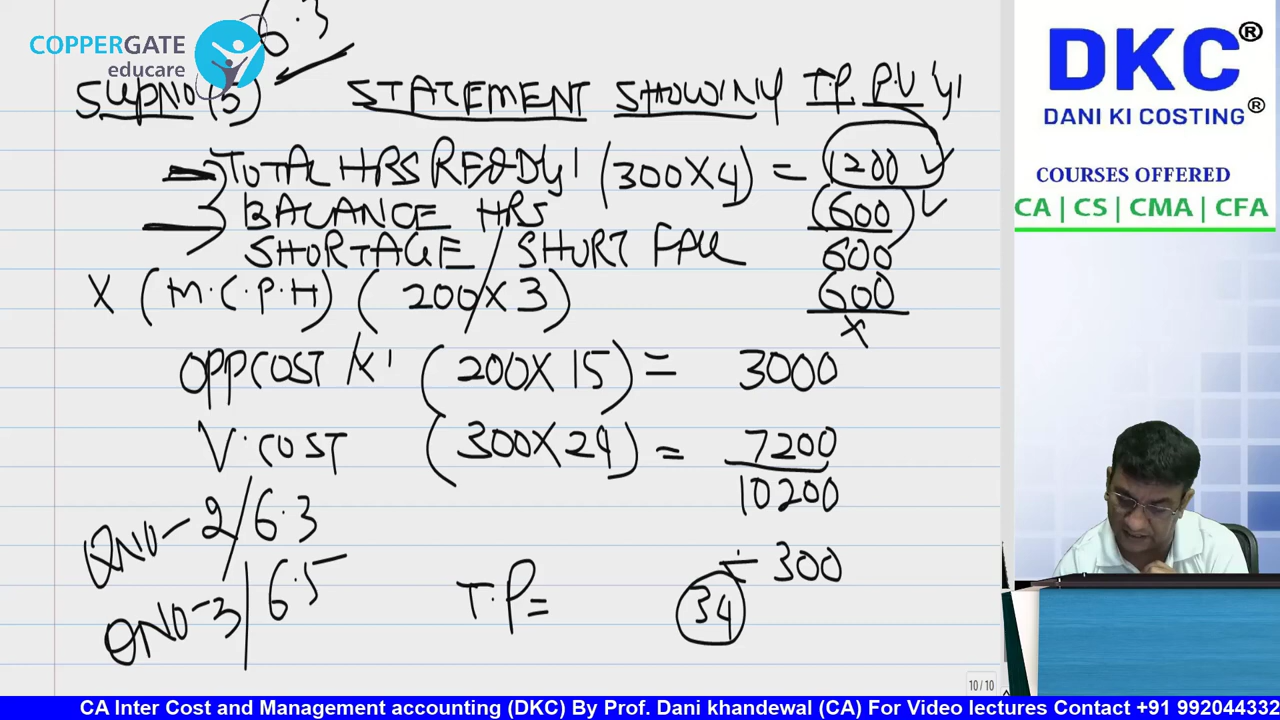 6.3
COPPERGATE
educare
SUPNO (5) STATEMENT SHOWING T.P. P.U 'Y'
TOTAL HRS REQD Y' (300X4) = 1200
BALANCE HRS (600)
SHORTAGE / SHORT FALL 600
X (M.C.P.H) (200X3) 600
X
OPP COST 'X' (200X15) = 3000
V.COST (300X24) = 7200
10200
QNO-2/6.3
÷ 300
QNO-3/6.5 T.P= 34
10/10
DKC®
DANI KI COSTING®
COURSES OFFERED
CA | CS | CMA | CFA
CA Inter Cost and Management accounting (DKC) By Prof. Dani khandewal (CA) For Video lectures Contact +91 992044332